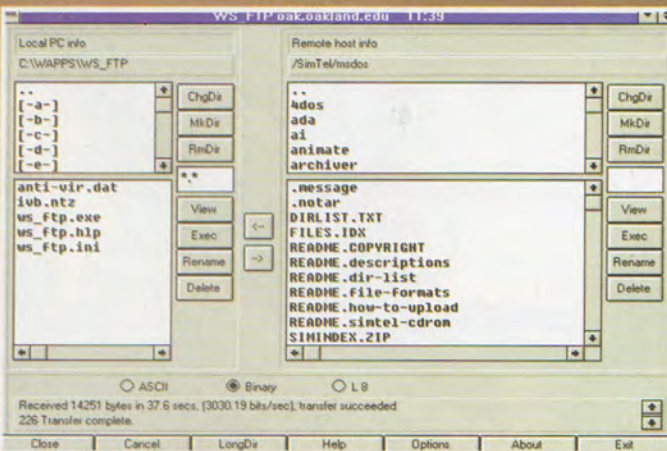 WS_FTP oak.oakland.edu 11:39
Local PC info
C:\WAPPS\WS_FTP
..
[-a-]
[-b-]
[-c-]
[-d-]
[-e-]
ChgDir
MkDir
RmDir
*.*
anti-vir.dat
ivb.ntz
ws_ftp.exe
ws_ftp.hlp
ws_ftp.ini
View
Exec
Rename
Delete
<--
-->
Remote host info
/SimTel/msdos
..
4dos
ada
ai
animate
archiver
ChgDir
MkDir
RmDir
.message
.notar
DIRLIST.TXT
FILES.IDX
README.COPYRIGHT
README.descriptions
README.dir-list
README.file-formats
README.how-to-upload
README.simtel-cdrom
SIMINDEX.ZIP
View
Exec
Rename
Delete
ASCII Binary L 8
Received 14251 bytes in 37.6 secs, (3030.19 bits/sec), transfer succeeded
226 Transfer complete.
Close Cancel LongDir Help Options About Exit